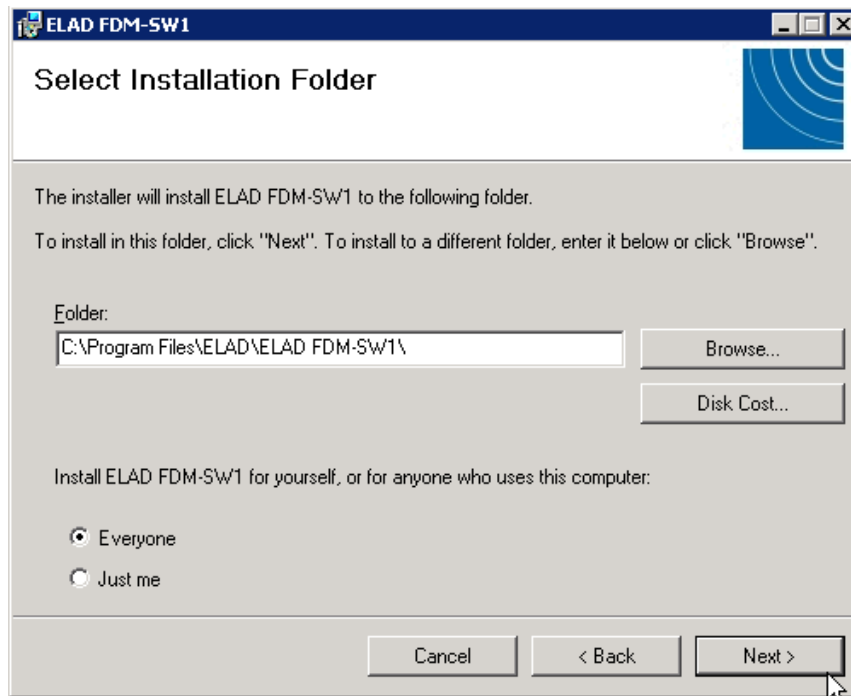 ELAD FDM-SW1
Select Installation Folder
The installer will install ELAD FDM-SW1 to the following folder.
To install in this folder, click "Next". To install to a different folder, enter it below or click "Browse".
Folder:
C:\Program Files\ELAD\ELAD FDM-SW1\
Browse...
Disk Cost...
Install ELAD FDM-SW1 for yourself, or for anyone who uses this computer:
Everyone
Just me
Cancel
< Back
Next >